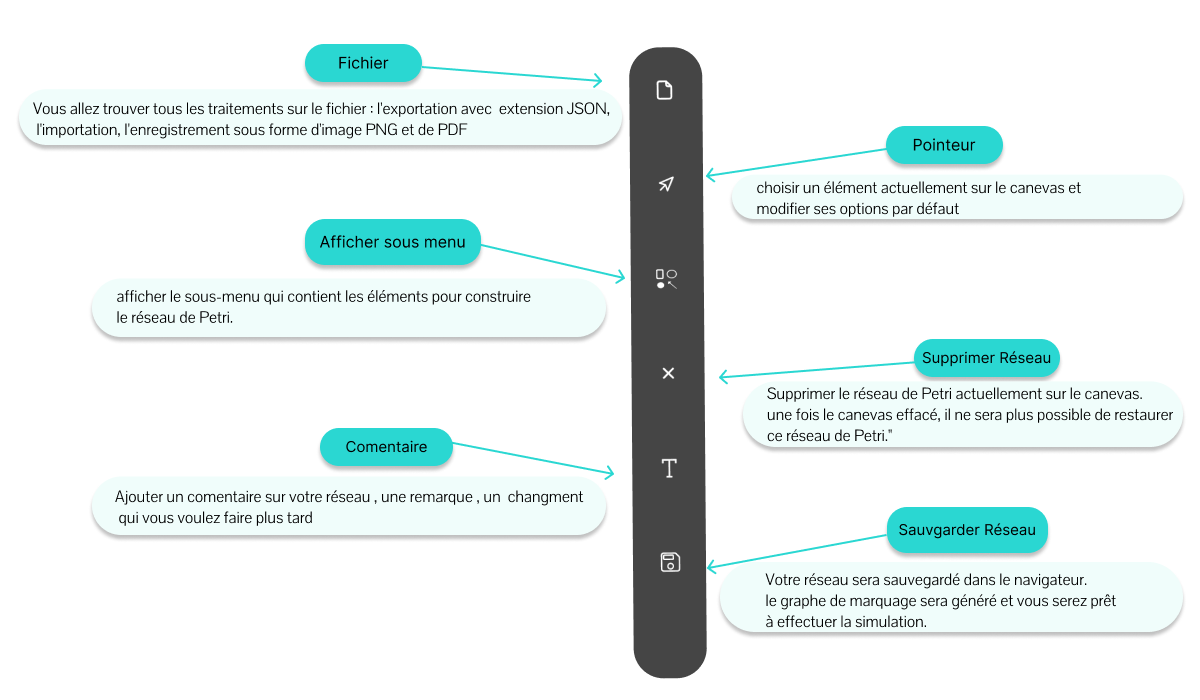 Fichier
Vous allez trouver tous les traitements sur le fichier : l'exportation avec extension JSON,
l'importation, l'enregistrement sous forme d'image PNG et de PDF
Pointeur
choisir un élément actuellement sur le canevas et
modifier ses options par défaut
Afficher sous menu
afficher le sous-menu qui contient les éléments pour construire
le réseau de Petri.
Supprimer Réseau
Supprimer le réseau de Petri actuellement sur le canevas.
une fois le canevas effacé, il ne sera plus possible de restaurer
ce réseau de Petri."
Comentaire
Ajouter un comentaire sur votre réseau , une remarque , un changment
qui vous voulez faire plus tard
Sauvgarder Réseau
Votre réseau sera sauvegardé dans le navigateur.
le graphe de marquage sera généré et vous serez prêt
à effectuer la simulation.
T